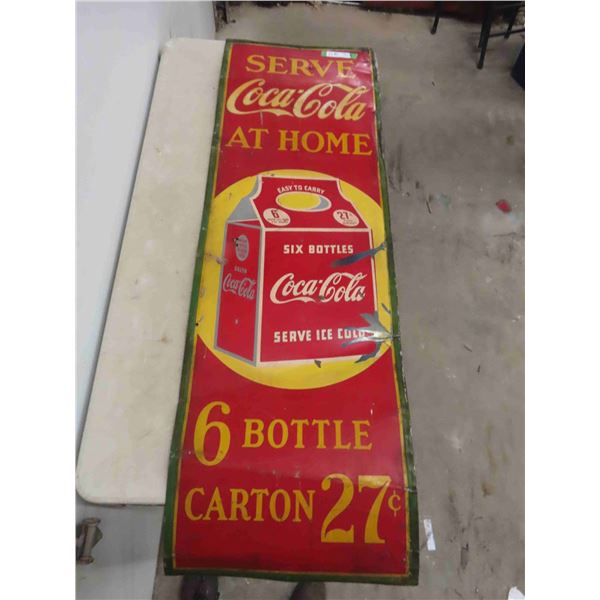 SERVE
Coca-Cola
AT HOME
EASY TO CARRY
6
27¢
SIX BOTTLES
Coca-Cola
Coca-Cola
SERVE ICE COLD
6 BOTTLE
CARTON 27¢